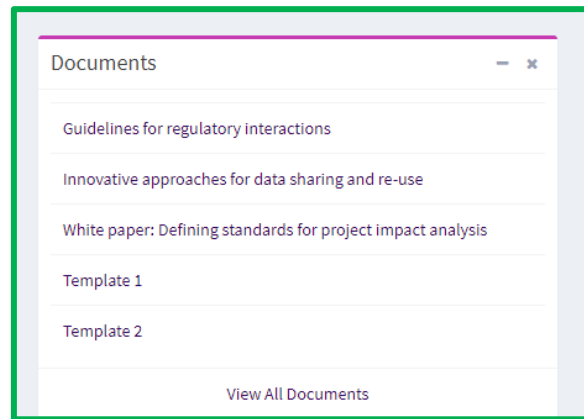 Documents
Guidelines for regulatory interactions
Innovative approaches for data sharing and re-use
White paper: Defining standards for project impact analysis
Template 1
Template 2
View All Documents